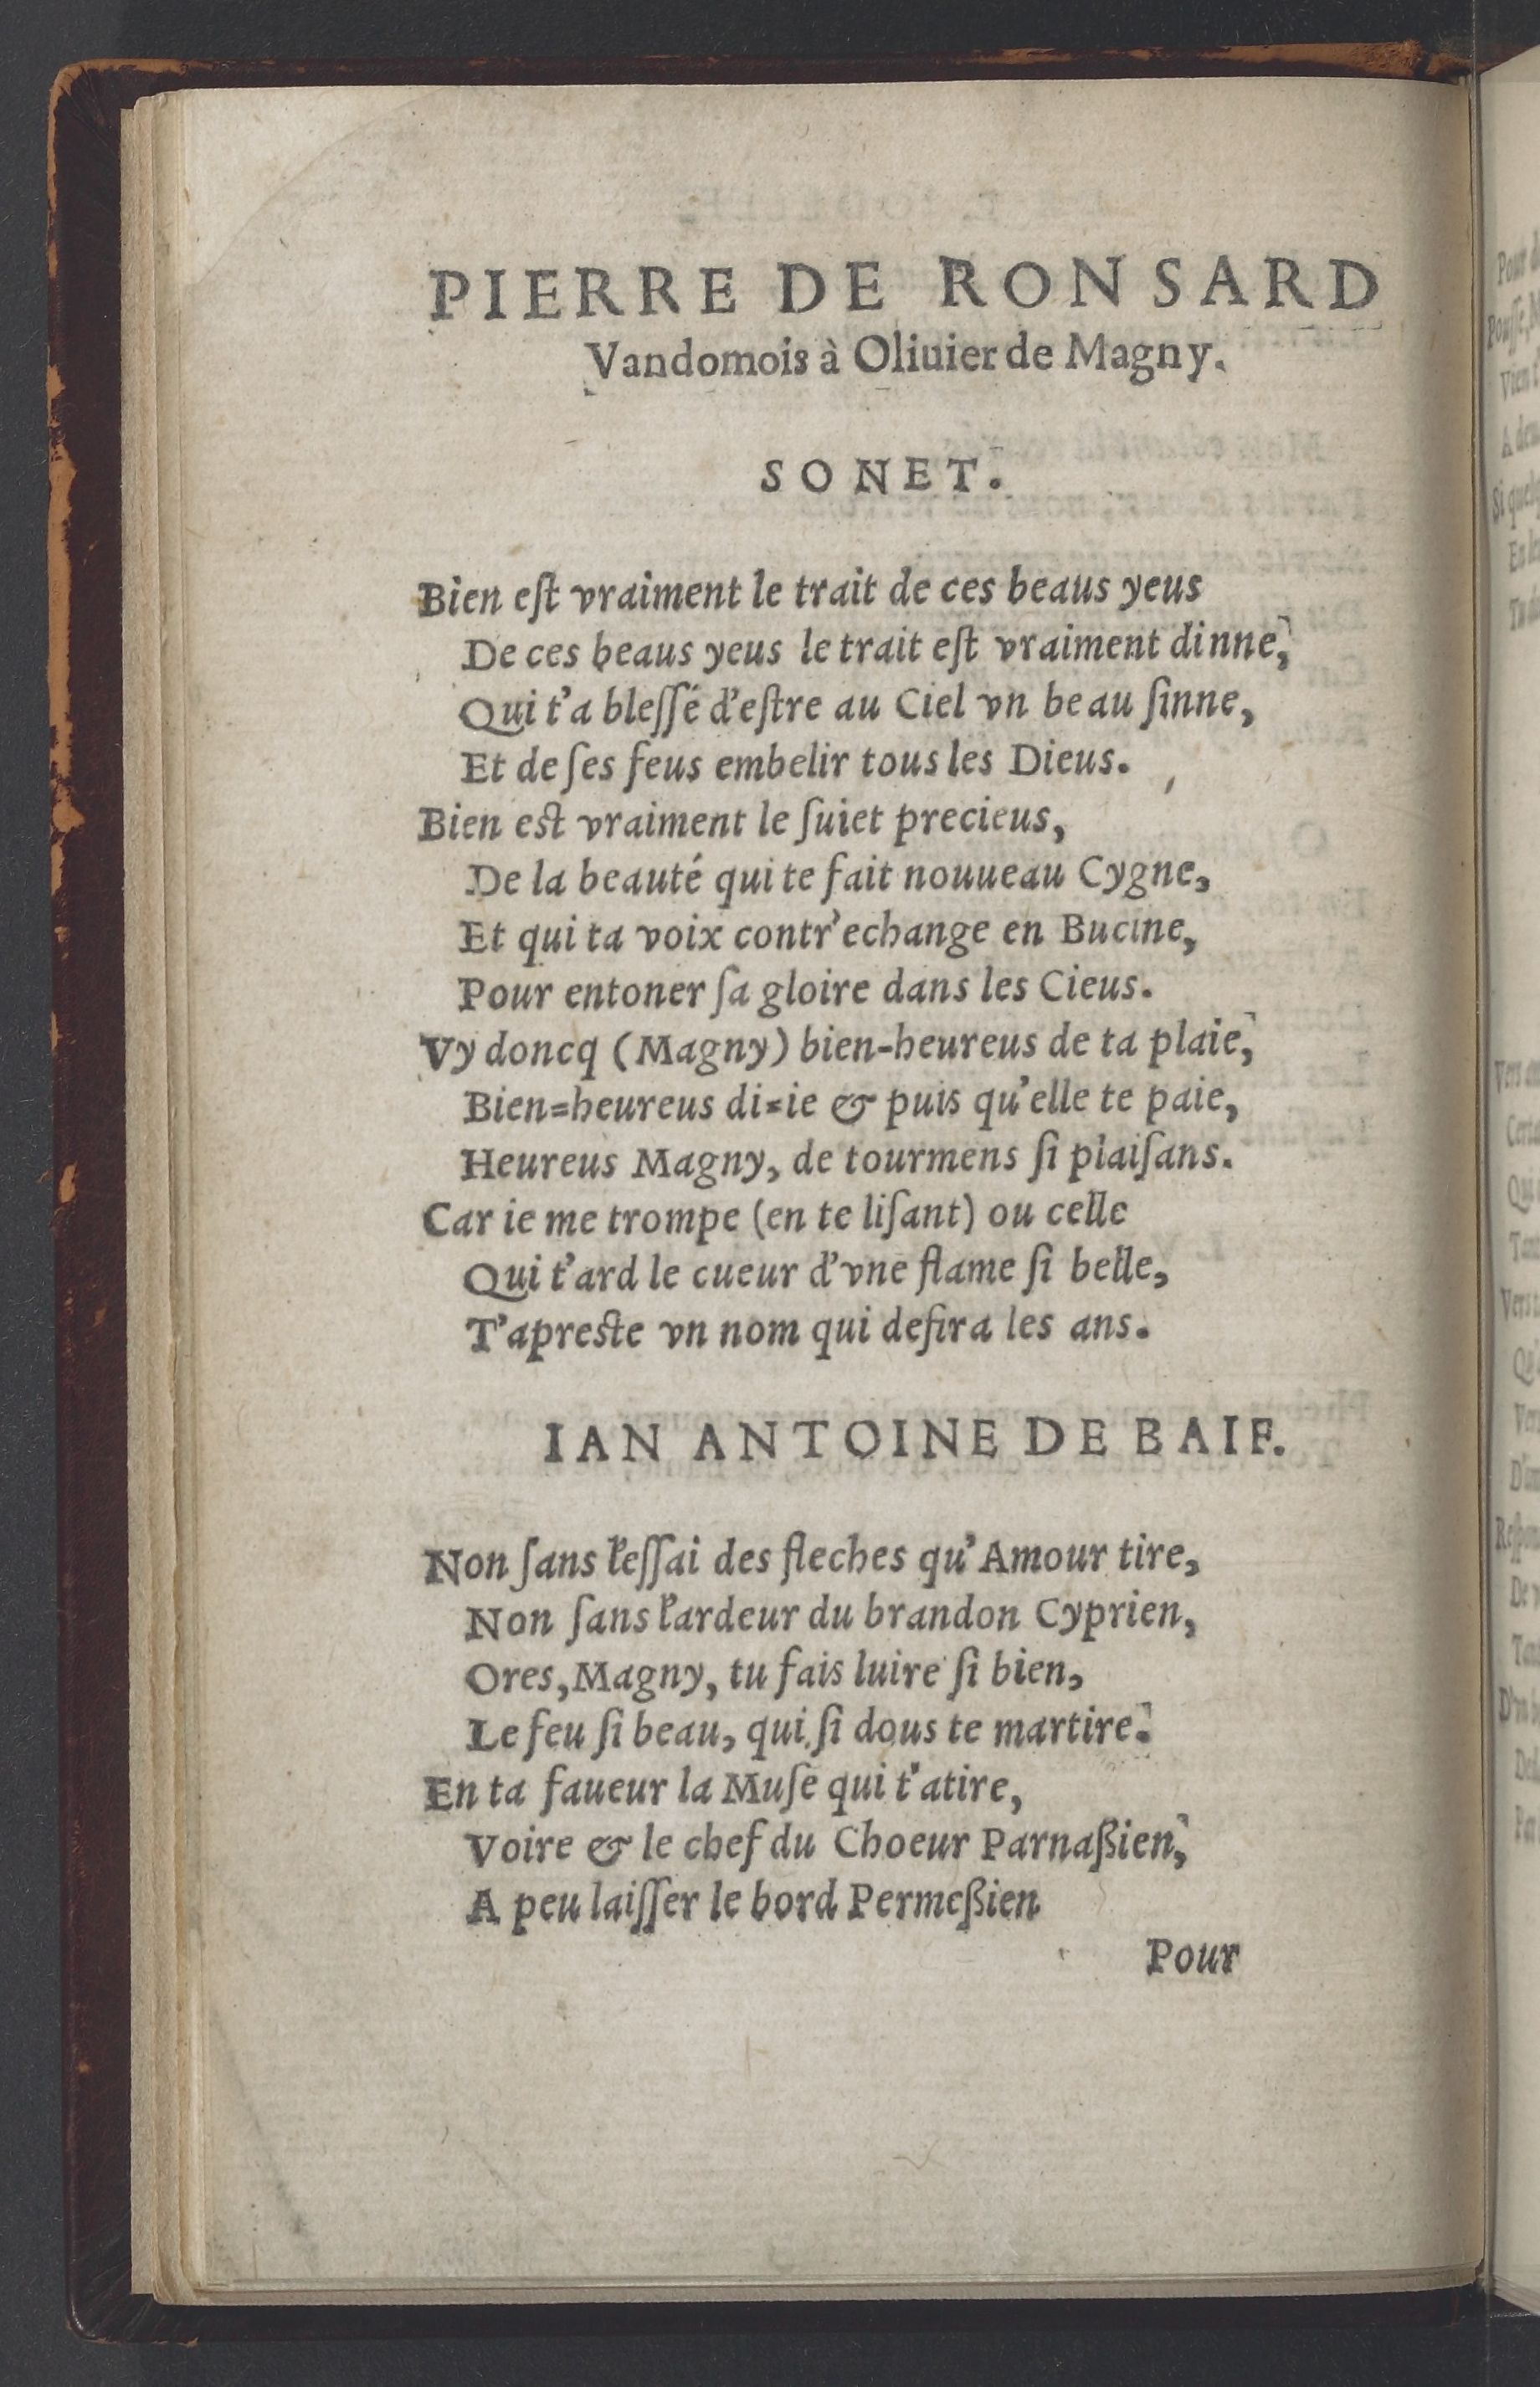 PIERRE DE RONSARD
Vandomois à Oliuier de Magny.
SONET.
Bien eſt vraiment le trait de ces beaus yeus
De ces beaus yeus le trait eſt vraiment dinne,
Qui t'a bleſſé d'eſtre au Ciel vn beau ſinne,
Et de ſes feus embelir tous les Dieus.
Bien est vraiment le ſuiet precieus,
De la beauté qui te fait nouueau Cygne,
Et qui ta voix contr'echange en Bucine,
Pour entoner ſa gloire dans les Cieus.
Vy doncq (Magny) bien-heureus de ta plaie,
Bien=heureus di=ie & puis qu'elle te paie,
Heureus Magny, de tourmens ſi plaiſans.
Car ie me trompe (en te liſant) ou celle
Qui t'ard le cueur d'vne flame ſi belle,
T'apreste vn nom qui defira les ans.
IAN ANTOINE DE BAIF.
Non ſans l'eſſai des fleches qu'Amour tire,
Non ſans l'ardeur du brandon Cyprien,
Ores, Magny, tu fais luire ſi bien,
Le feu ſi beau, qui ſi dous te martire.
En ta faueur la Muſe qui t'atire,
Voire & le chef du Choeur Parnaßien,
A peu laiſſer le bord Permeßien
Pour